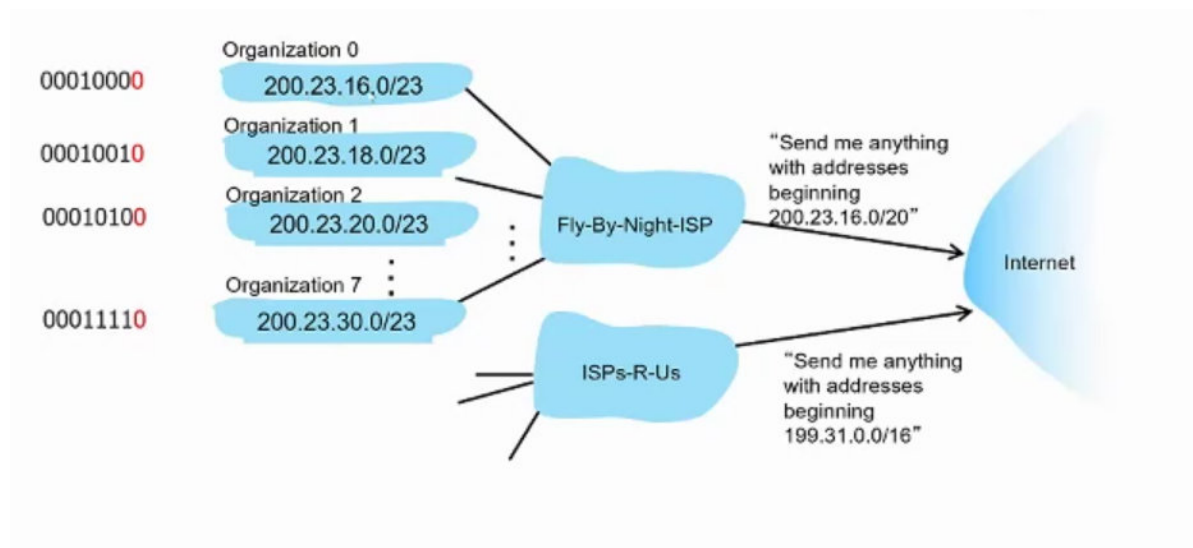 Organization 0
00010000
200.23.16.0/23
Organization 1
00010010
200.23.18.0/23
Organization 2
00010100
200.23.20.0/23
Organization 7
00011110
200.23.30.0/23
Fly-By-Night-ISP
ISPs-R-Us
“Send me anything
with addresses
beginning
200.23.16.0/20”
Internet
“Send me anything
with addresses
beginning
199.31.0.0/16”